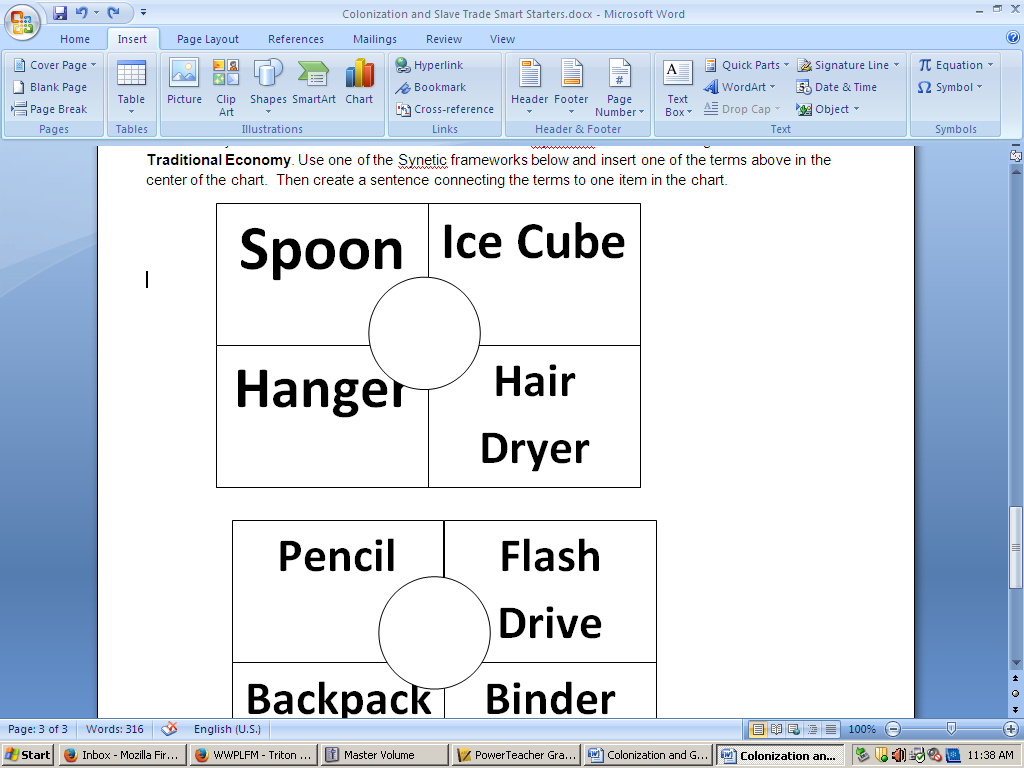 Colonization and Slave Trade Smart Starters.docx - Microsoft Word
Home Insert Page Layout References Mailings Review View
Cover Page Blank Page Page Break Pages
Table Tables
Picture Clip Art Shapes SmartArt Chart Illustrations
Hyperlink Bookmark Cross-reference Links
Header Footer Page Number Header & Footer
Text Box Quick Parts WordArt Drop Cap Signature Line Date & Time Object Text
Equation Symbol Symbols
Traditional Economy. Use one of the Synetic frameworks below and insert one of the terms above in the
center of the chart. Then create a sentence connecting the terms to one item in the chart.
Spoon Ice Cube
Hanger Hair
Dryer
Pencil Flash
Drive
Backpack Binder
Page: 3 of 3 Words: 316 English (U.S.) 100%
Start Inbox - Mozilla Fir... WWPLFM - Triton ... Master Volume PowerTeacher Gra... Colonization and G... Colonization an... 11:38 AM